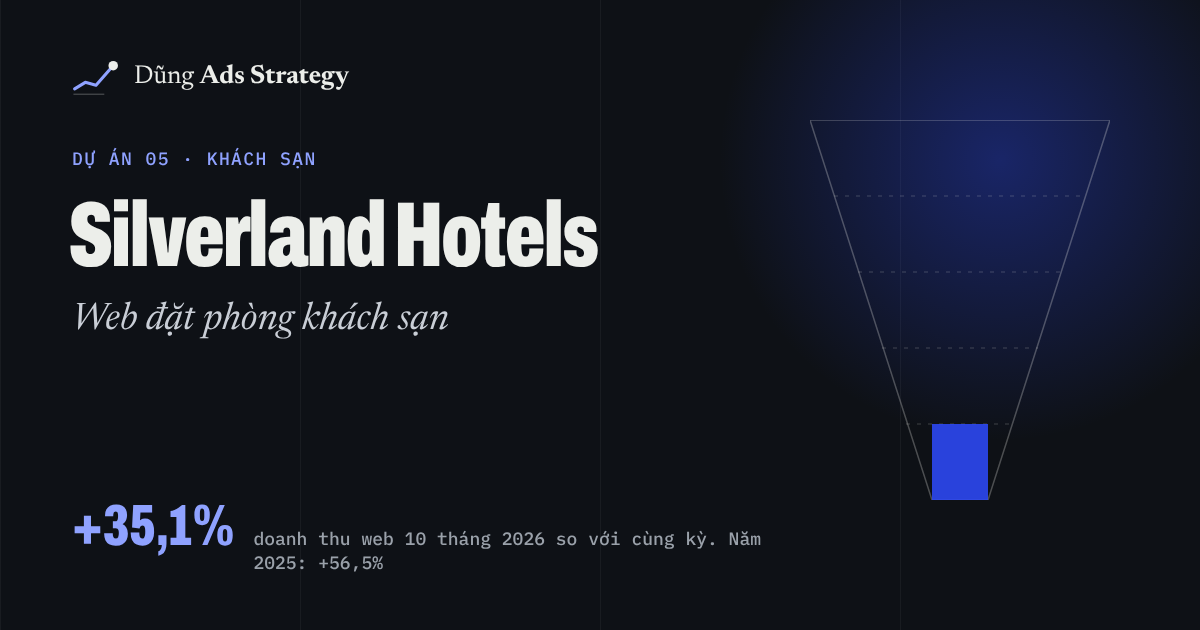 Dũng Ads Strategy
DỰ ÁN 05 · KHÁCH SẠN
Silverland Hotels
Web đặt phòng khách sạn
+35,1%
doanh thu web 10 tháng 2026 so với cùng kỳ. Năm
2025: +56,5%